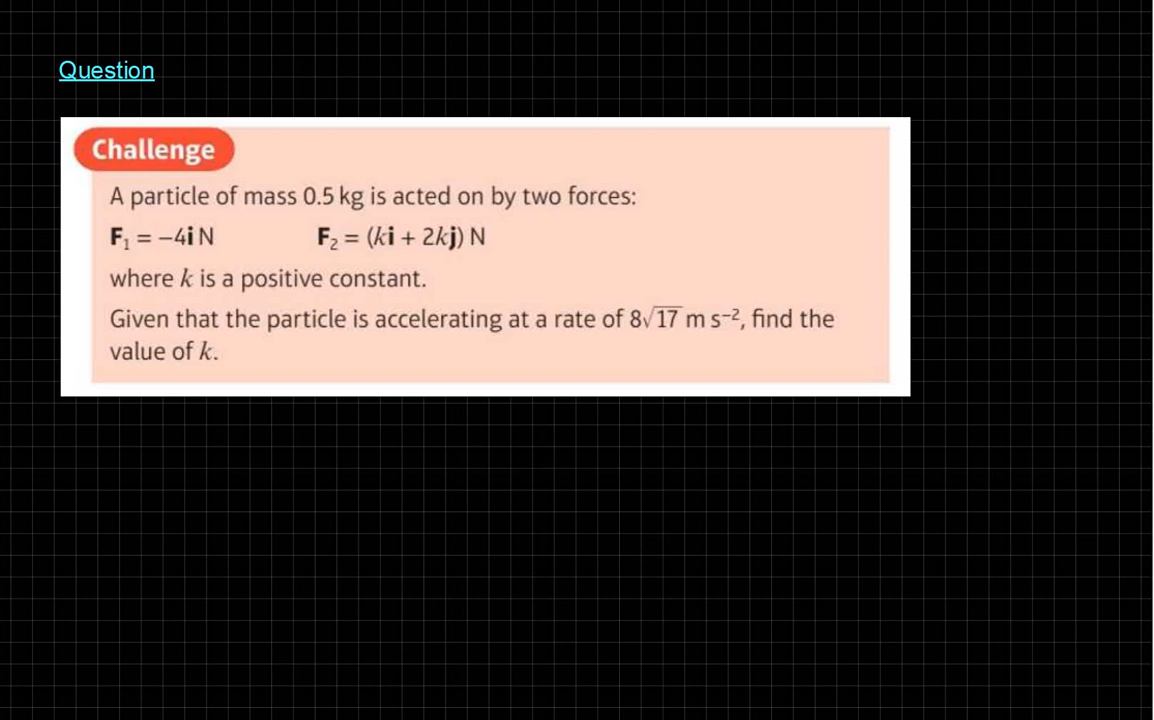 Question
Challenge
A particle of mass 0.5 kg is acted on by two forces:
F₁ = −4i N F₂ = (ki + 2kj) N
where k is a positive constant.
Given that the particle is accelerating at a rate of 8√17 m s⁻², find the
value of k.